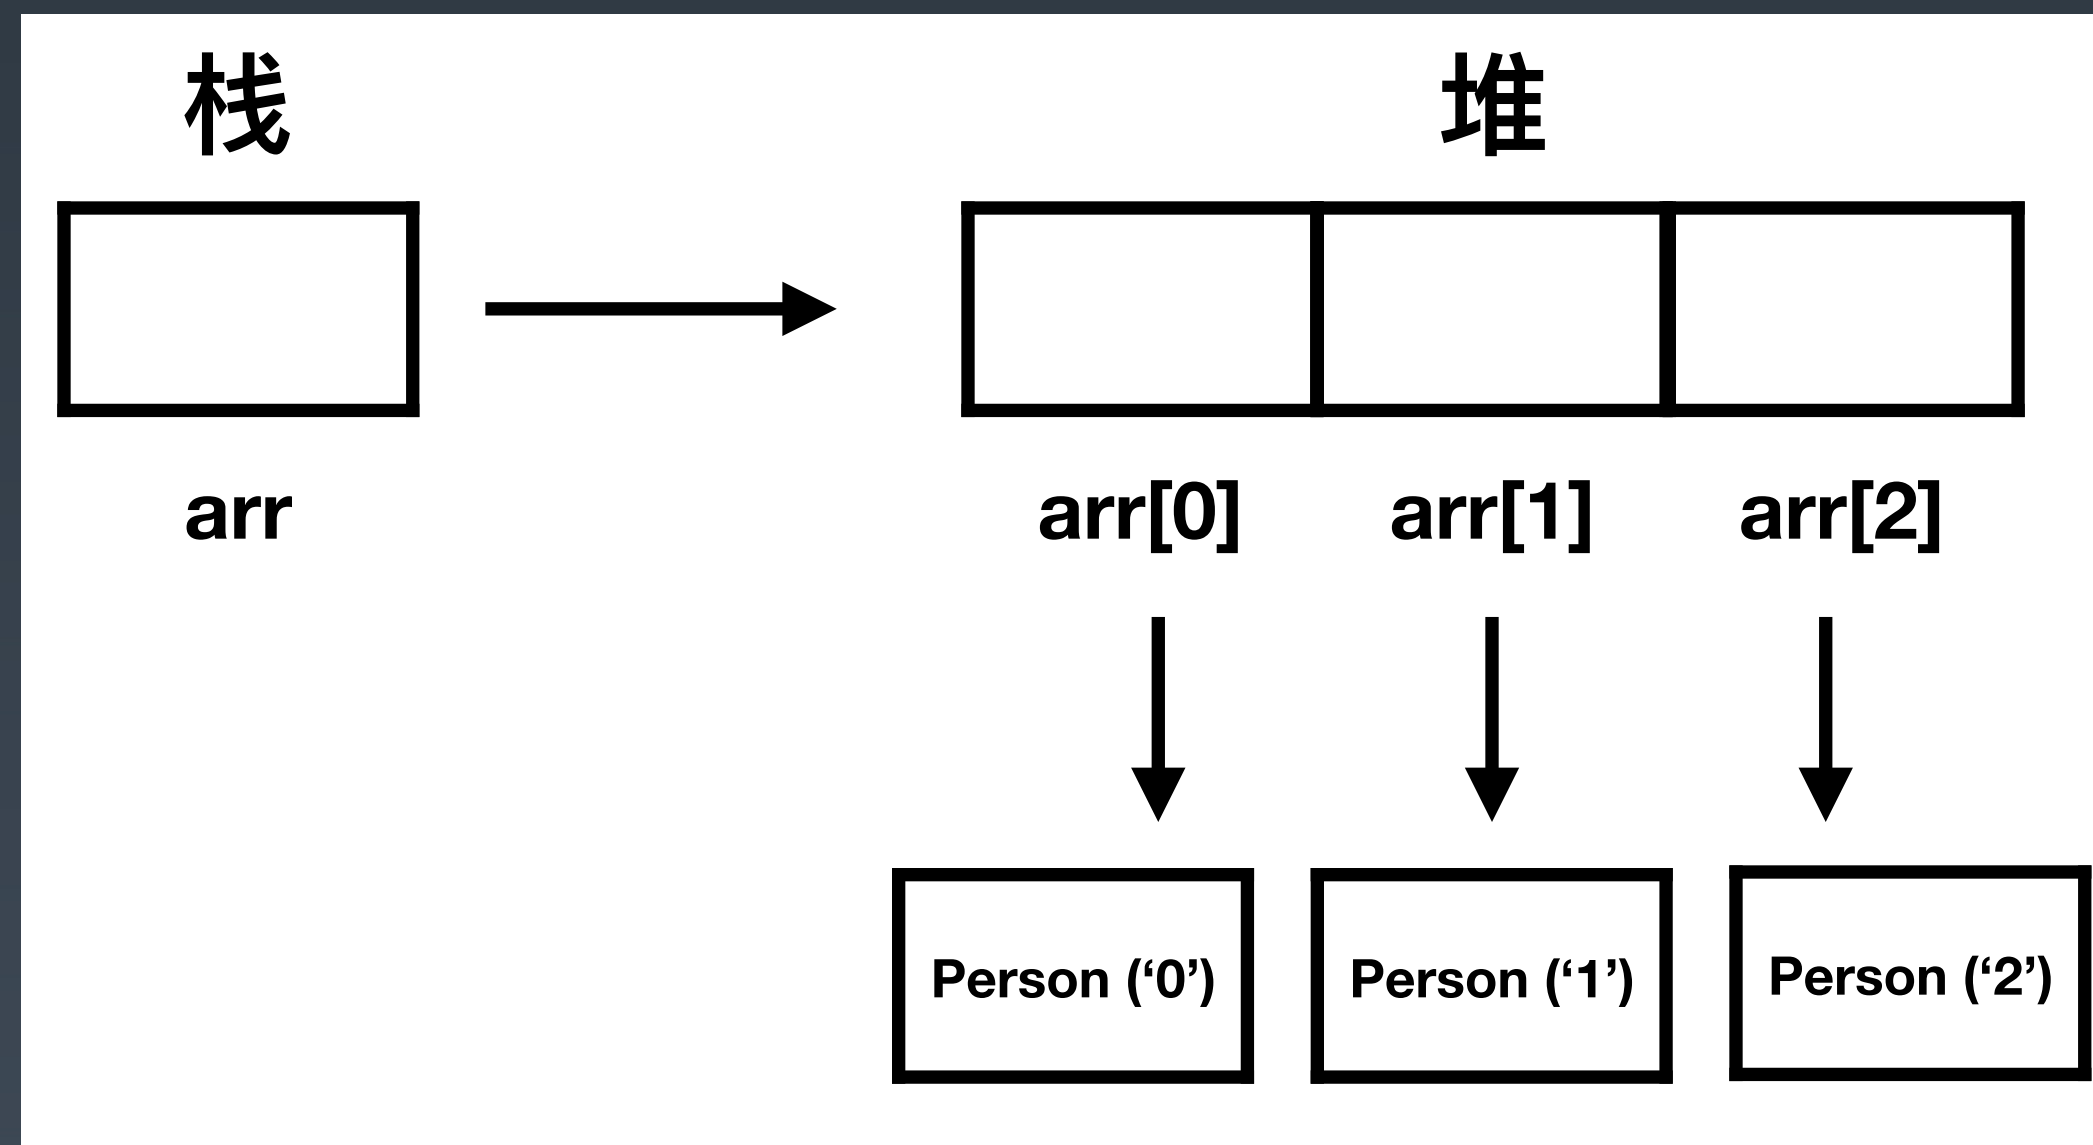 栈
堆
arr
arr[0]
arr[1]
arr[2]
Person (‘0’)
Person (‘1’)
Person (‘2’)